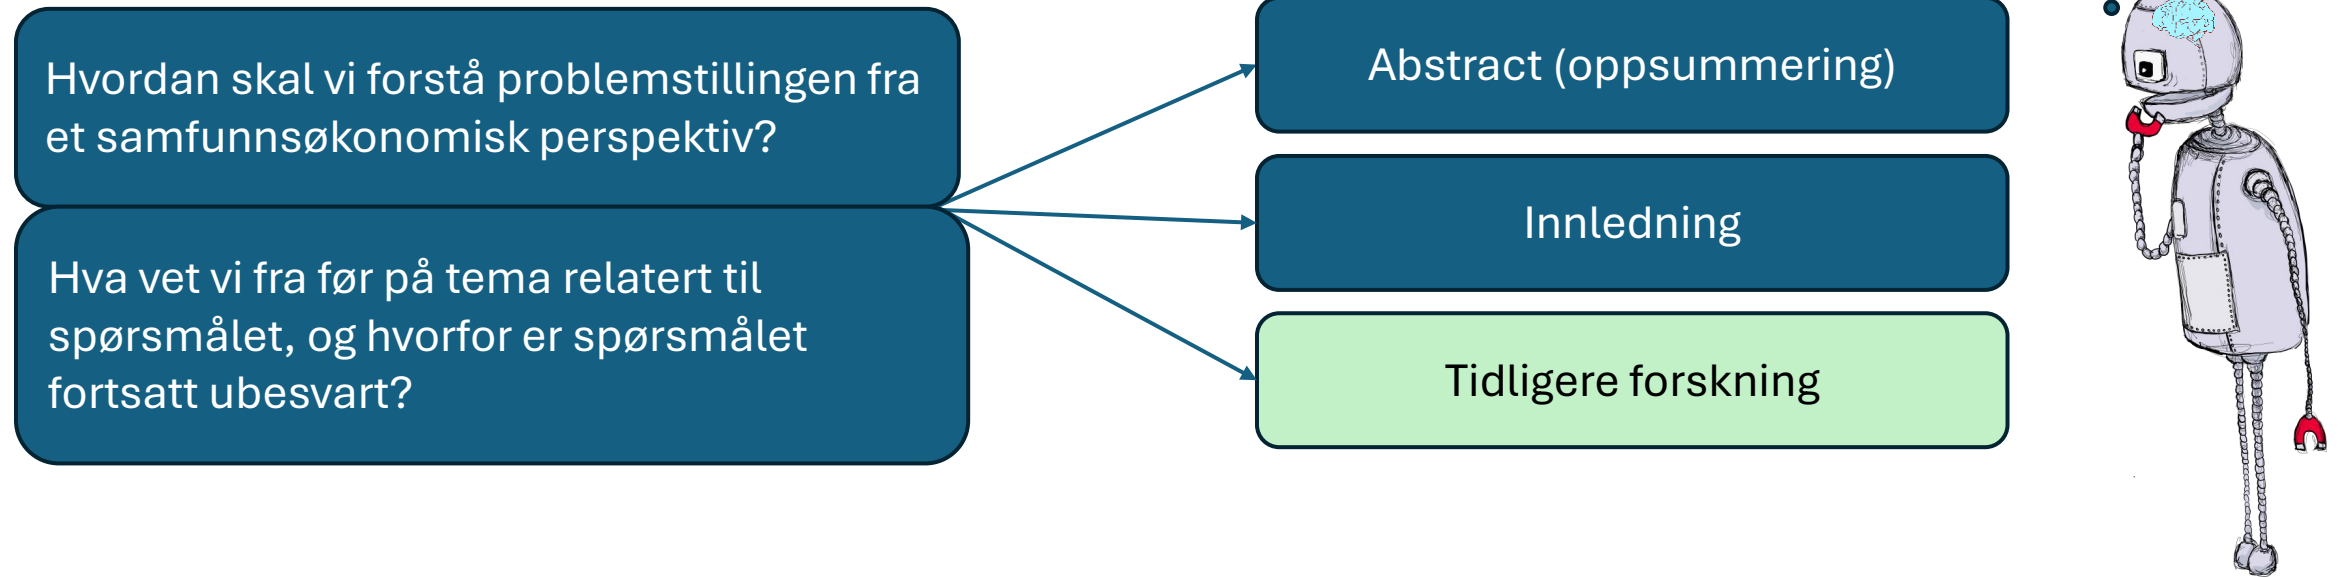 Hvordan skal vi forstå problemstillingen fra
et samfunnsøkonomisk perspektiv?
Hva vet vi fra før på tema relatert til
spørsmålet, og hvorfor er spørsmålet
fortsatt ubesvart?
Abstract (oppsummering)
Innledning
Tidligere forskning